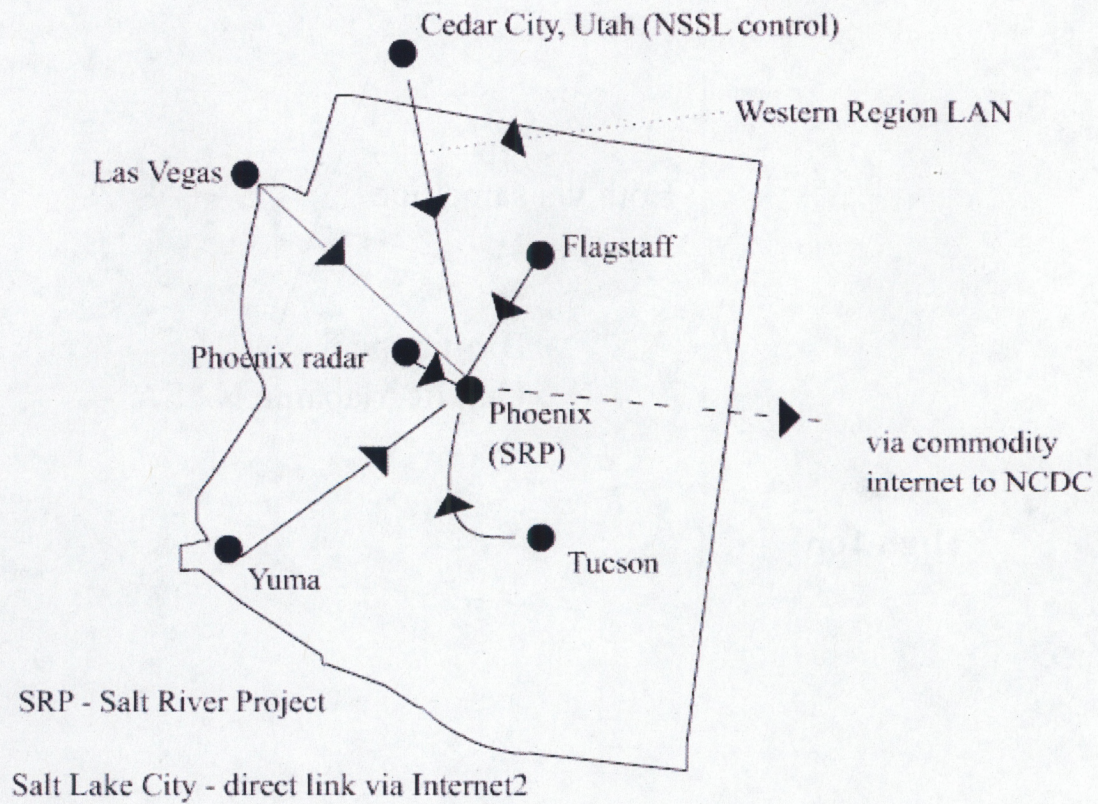 Cedar City, Utah (NSSL control)
Western Region LAN
Las Vegas
Flagstaff
Phoenix radar
Phoenix
(SRP)
via commodity
internet to NCDC
Yuma
Tucson
SRP - Salt River Project
Salt Lake City - direct link via Internet2